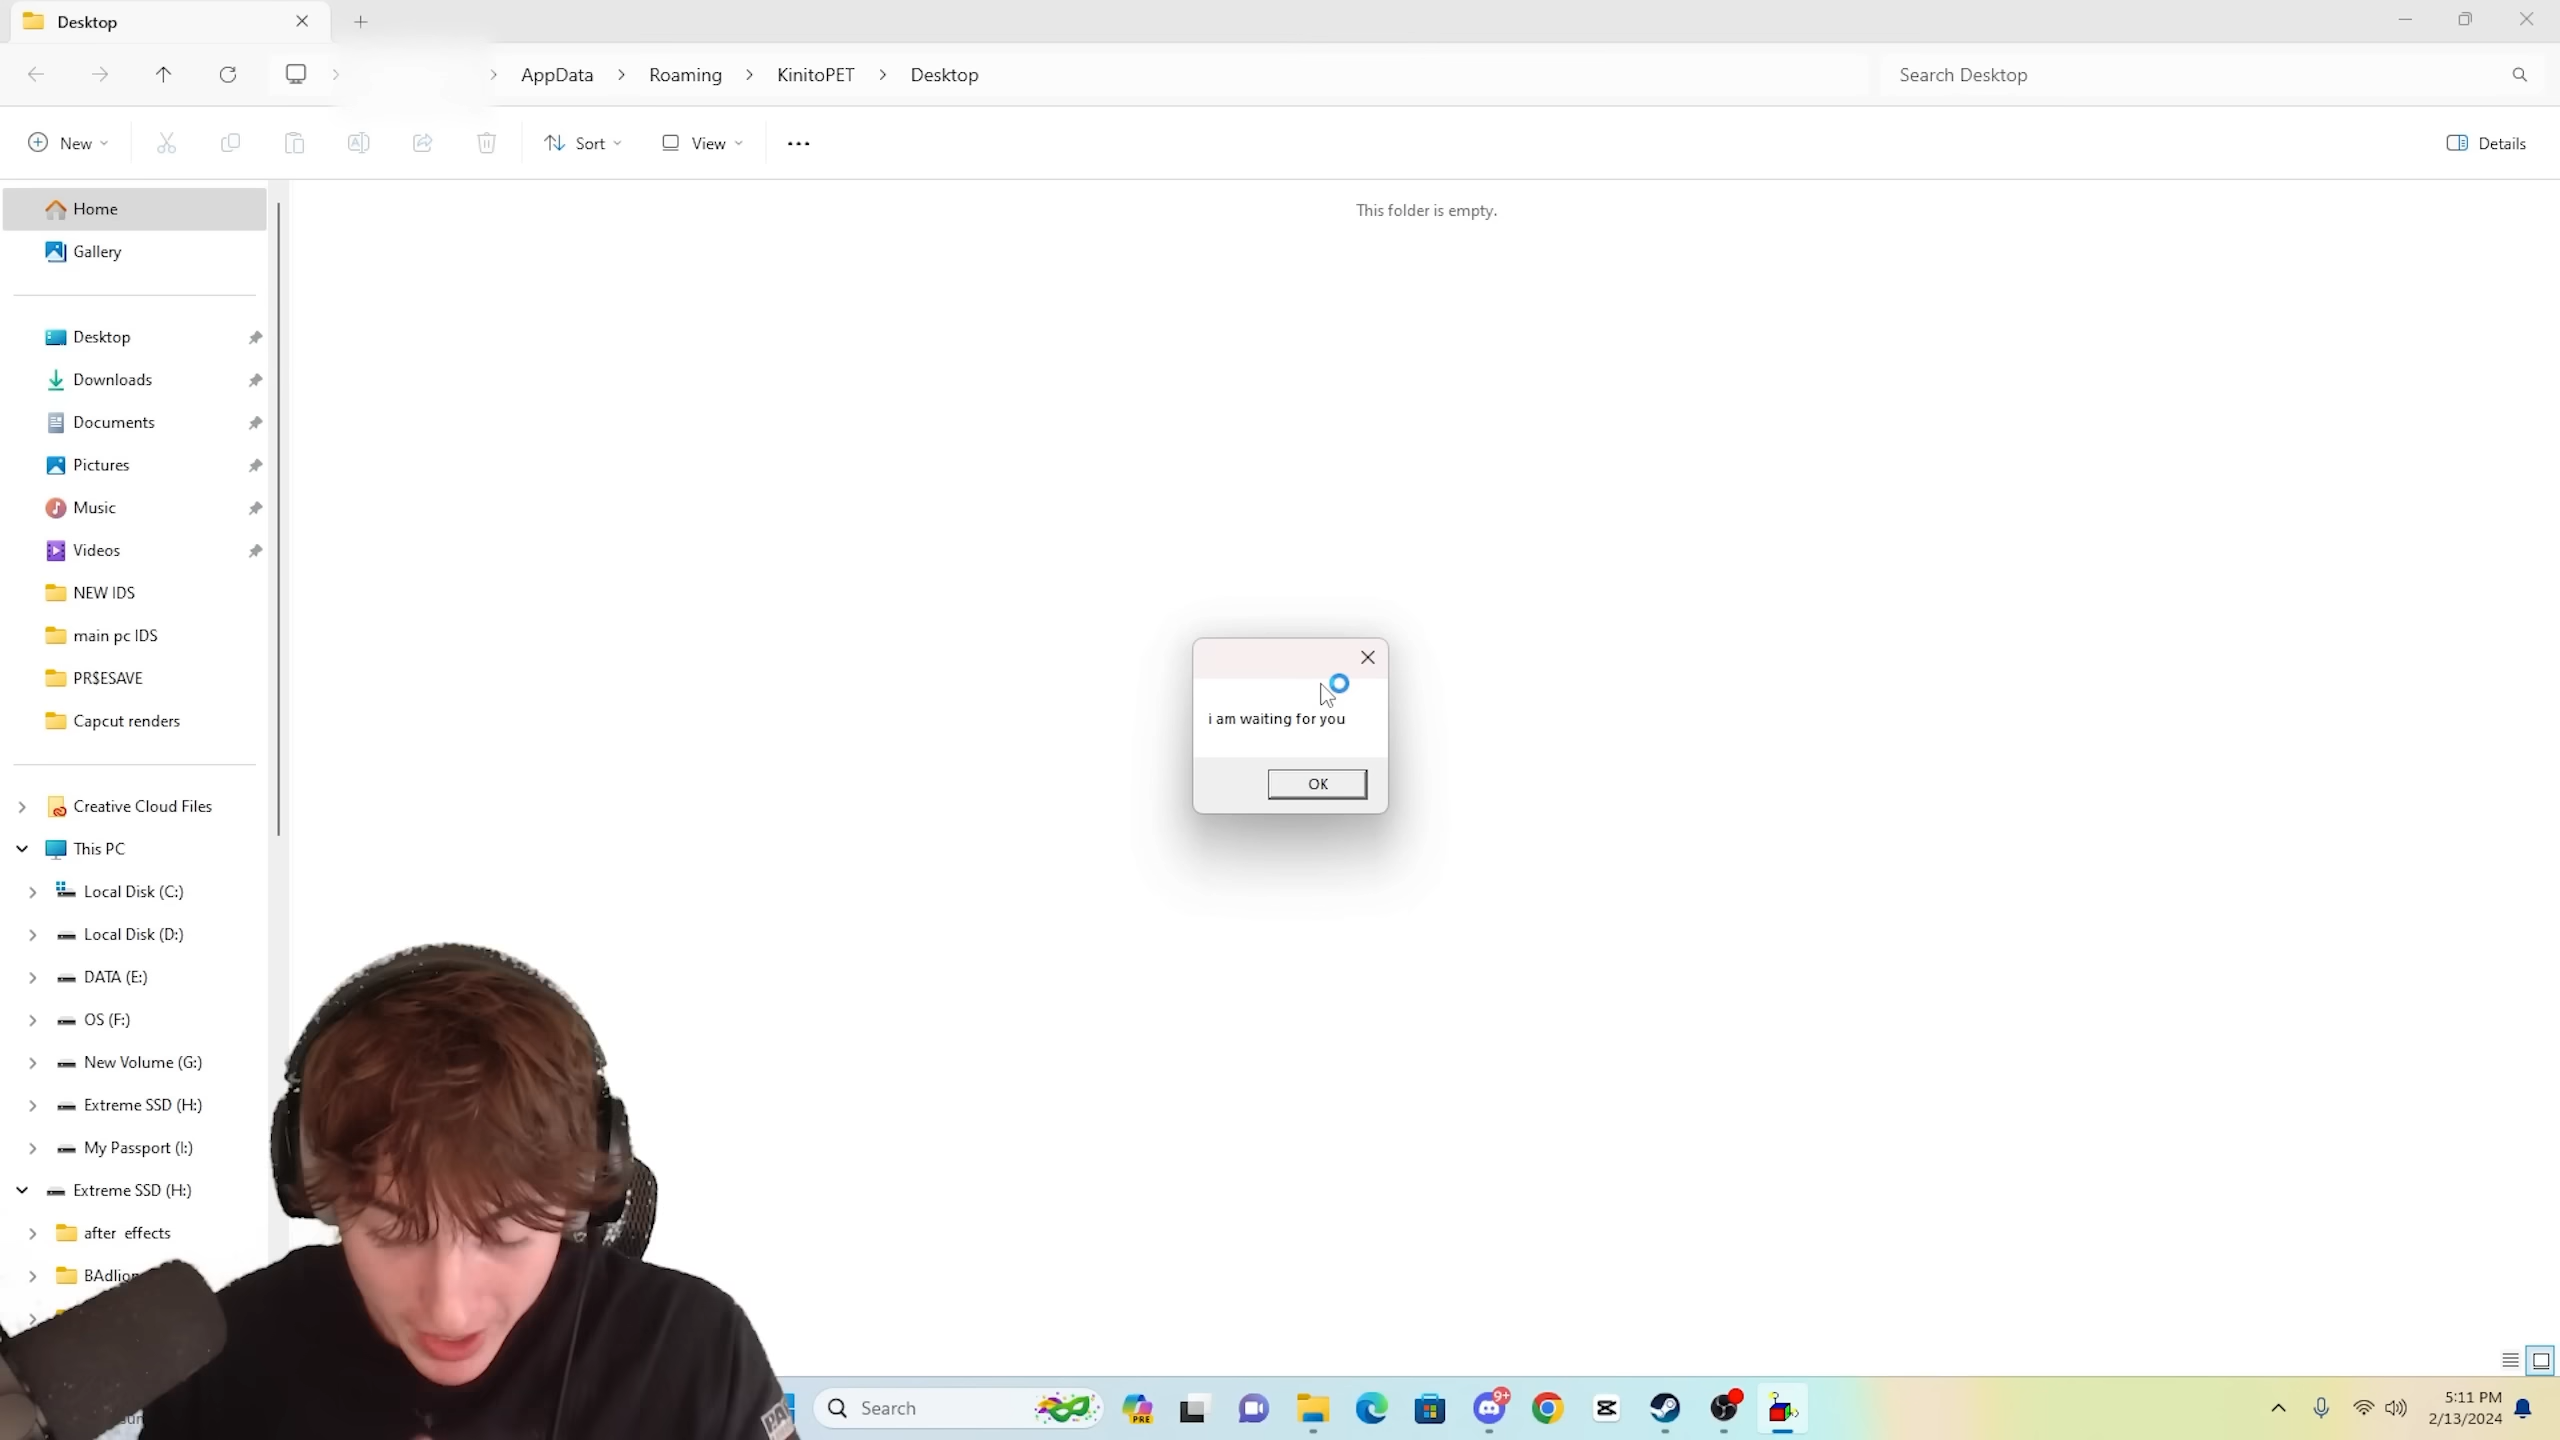 Desktop
AppData > Roaming > KinitoPET > Desktop
Search Desktop
New
Sort
View
Details
Home
Gallery
Desktop
Downloads
Documents
Pictures
Music
Videos
NEW IDS
main pc IDS
PR$ESAVE
Capcut renders
Creative Cloud Files
This PC
Local Disk (C:)
Local Disk (D:)
DATA (E:)
OS (F:)
New Volume (G:)
Extreme SSD (H:)
My Passport (I:)
Extreme SSD (H:)
after effects
BAdlion
This folder is empty.
i am waiting for you
OK
Search
PRE
9+
5:11 PM
2/13/2024